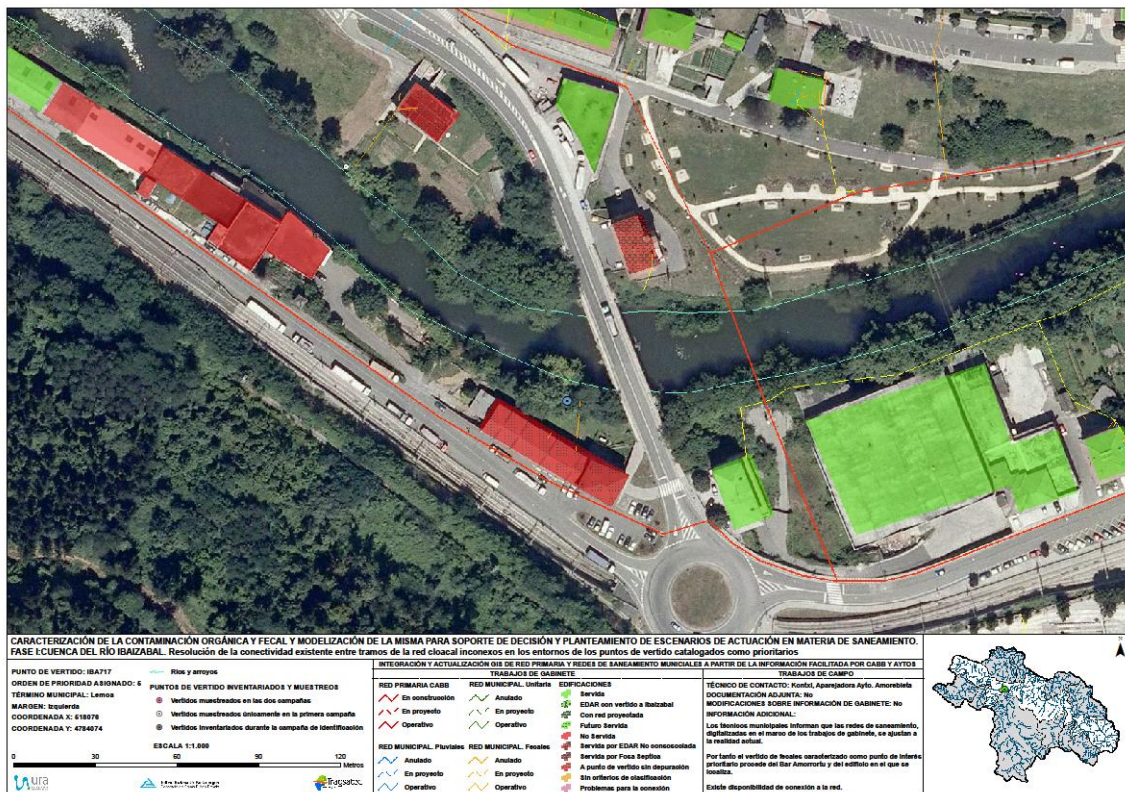 CARACTERIZACIÓN DE LA CONTAMINACIÓN ORGÁNICA Y FECAL Y MODELIZACIÓN DE LA MISMA PARA SOPORTE DE DECISIÓN Y PLANTEAMIENTO DE ESCENARIOS DE ACTUACIÓN EN MATERIA DE SANEAMIENTO.
FASE I:CUENCA DEL RÍO IBAIZABAL. Resolución de la conectividad existente entre tramos de la red cloacal inconexos en los entornos de los puntos de vertido catalogados como prioritarios
PUNTO DE VERTIDO: IBA717
ORDEN DE PRIORIDAD ASIGNADO: 6
TÉRMINO MUNICIPAL: Lemoa
MARGEN: Izquierda
COORDENADA X: 518076
COORDENADA Y: 4784074
Ríos y arroyos
PUNTOS DE VERTIDO INVENTARIADOS Y MUESTREOS
Vertidos muestreados en las dos campañas
Vertidos muestreados únicamente en la primera campaña
Vertidos inventariados durante la campaña de identificación
ESCALA 1:1.000
0 30 60 90 120
Metros
ura
Tragsatec
INTEGRACIÓN Y ACTUALIZACIÓN GIS DE RED PRIMARIA Y REDES DE SANEAMIENTO MUNICIPALES A PARTIR DE LA INFORMACIÓN FACILITADA POR CABB Y AYTOS
TRABAJOS DE GABINETE
RED PRIMARIA CABB
En construcción
En proyecto
Operativo
RED MUNICIPAL. Unitaria
Anulado
En proyecto
Operativo
RED MUNICIPAL. Pluviales
Anulado
En proyecto
Operativo
RED MUNICIPAL. Fecales
Anulado
En proyecto
Operativo
EDIFICACIONES
Servida
EDAR con vertido a Ibaizabal
Con red proyectada
Futuro Servida
No Servida
Servida por EDAR No consosciada
Servida por Fosa Septica
A punto de vertido sin depuración
Sin criterios de clasificación
Problemas para la conexión
TRABAJOS DE CAMPO
TÉCNICO DE CONTACTO: Kontxi, Aparejadora Ayto. Amorebieta
DOCUMENTACIÓN ADJUNTA: No
MODIFICACIONES SOBRE INFORMACIÓN DE GABINETE: No
INFORMACIÓN ADICIONAL:
Los técnicos municipales informan que las redes de saneamiento,
digitalizadas en el marco de los trabajos de gabinete, se ajustan a
la realidad actual.
Por tanto el vertido de fecales caracterizado como punto de interés
prioritario procede del Bar Amorrortu y del edificio en el que se
localiza.
Existe disponibilidad de conexión a la red.